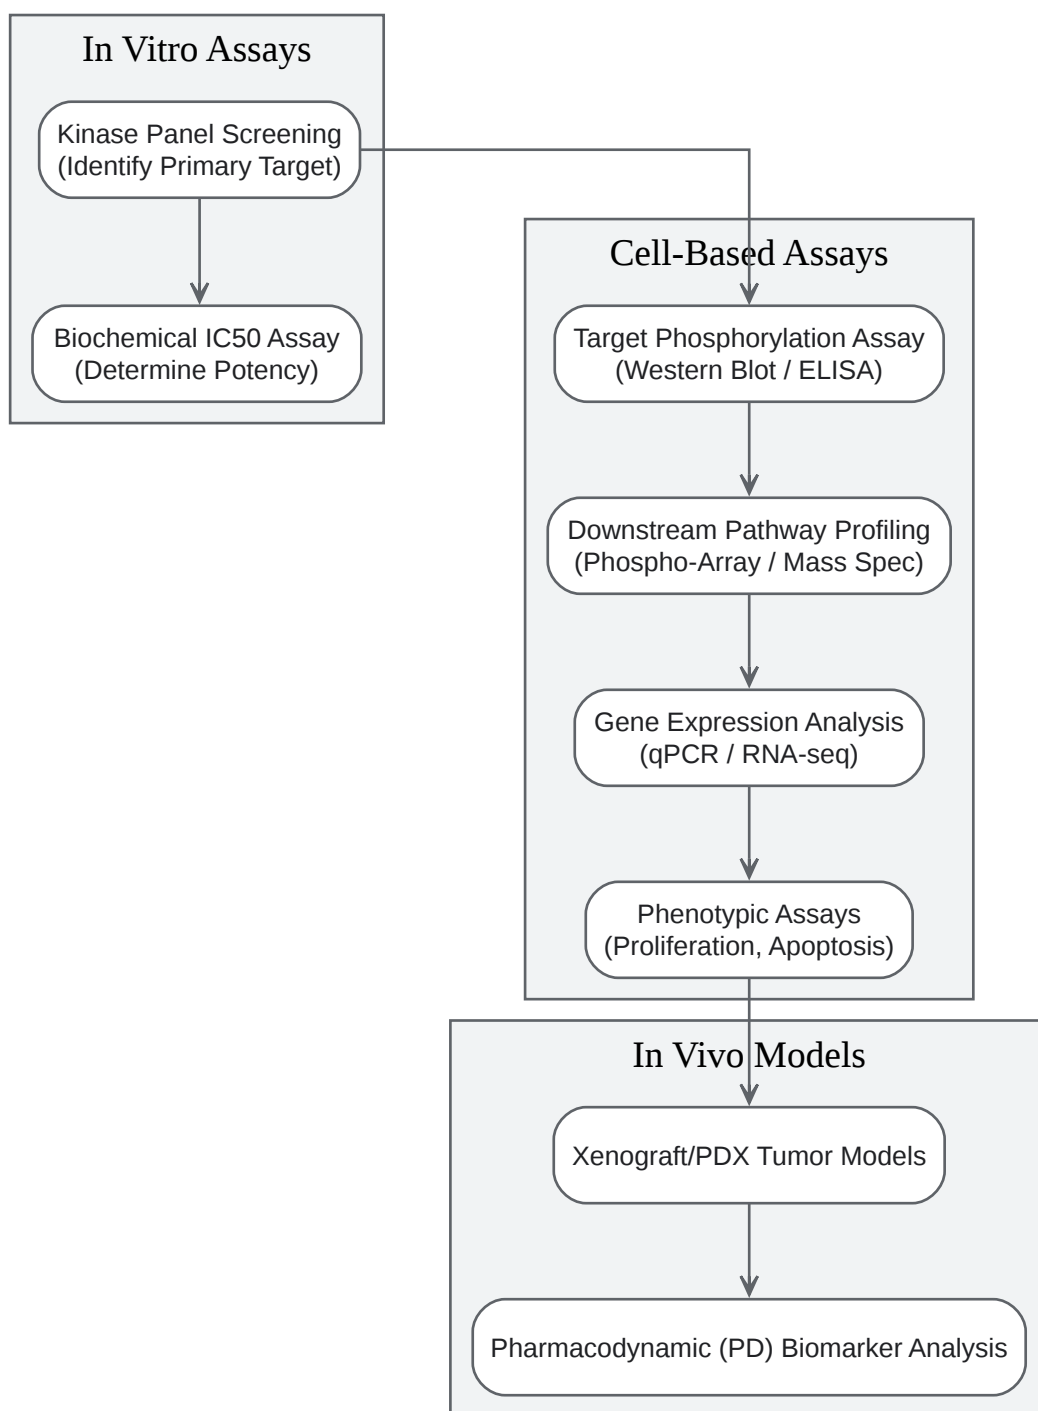 In Vitro Assays
Kinase Panel Screening
(Identify Primary Target)
Biochemical IC50 Assay
(Determine Potency)
Cell-Based Assays
Target Phosphorylation Assay
(Western Blot / ELISA)
Downstream Pathway Profiling
(Phospho-Array / Mass Spec)
Gene Expression Analysis
(qPCR / RNA-seq)
Phenotypic Assays
(Proliferation, Apoptosis)
In Vivo Models
Xenograft/PDX Tumor Models
Pharmacodynamic (PD) Biomarker Analysis